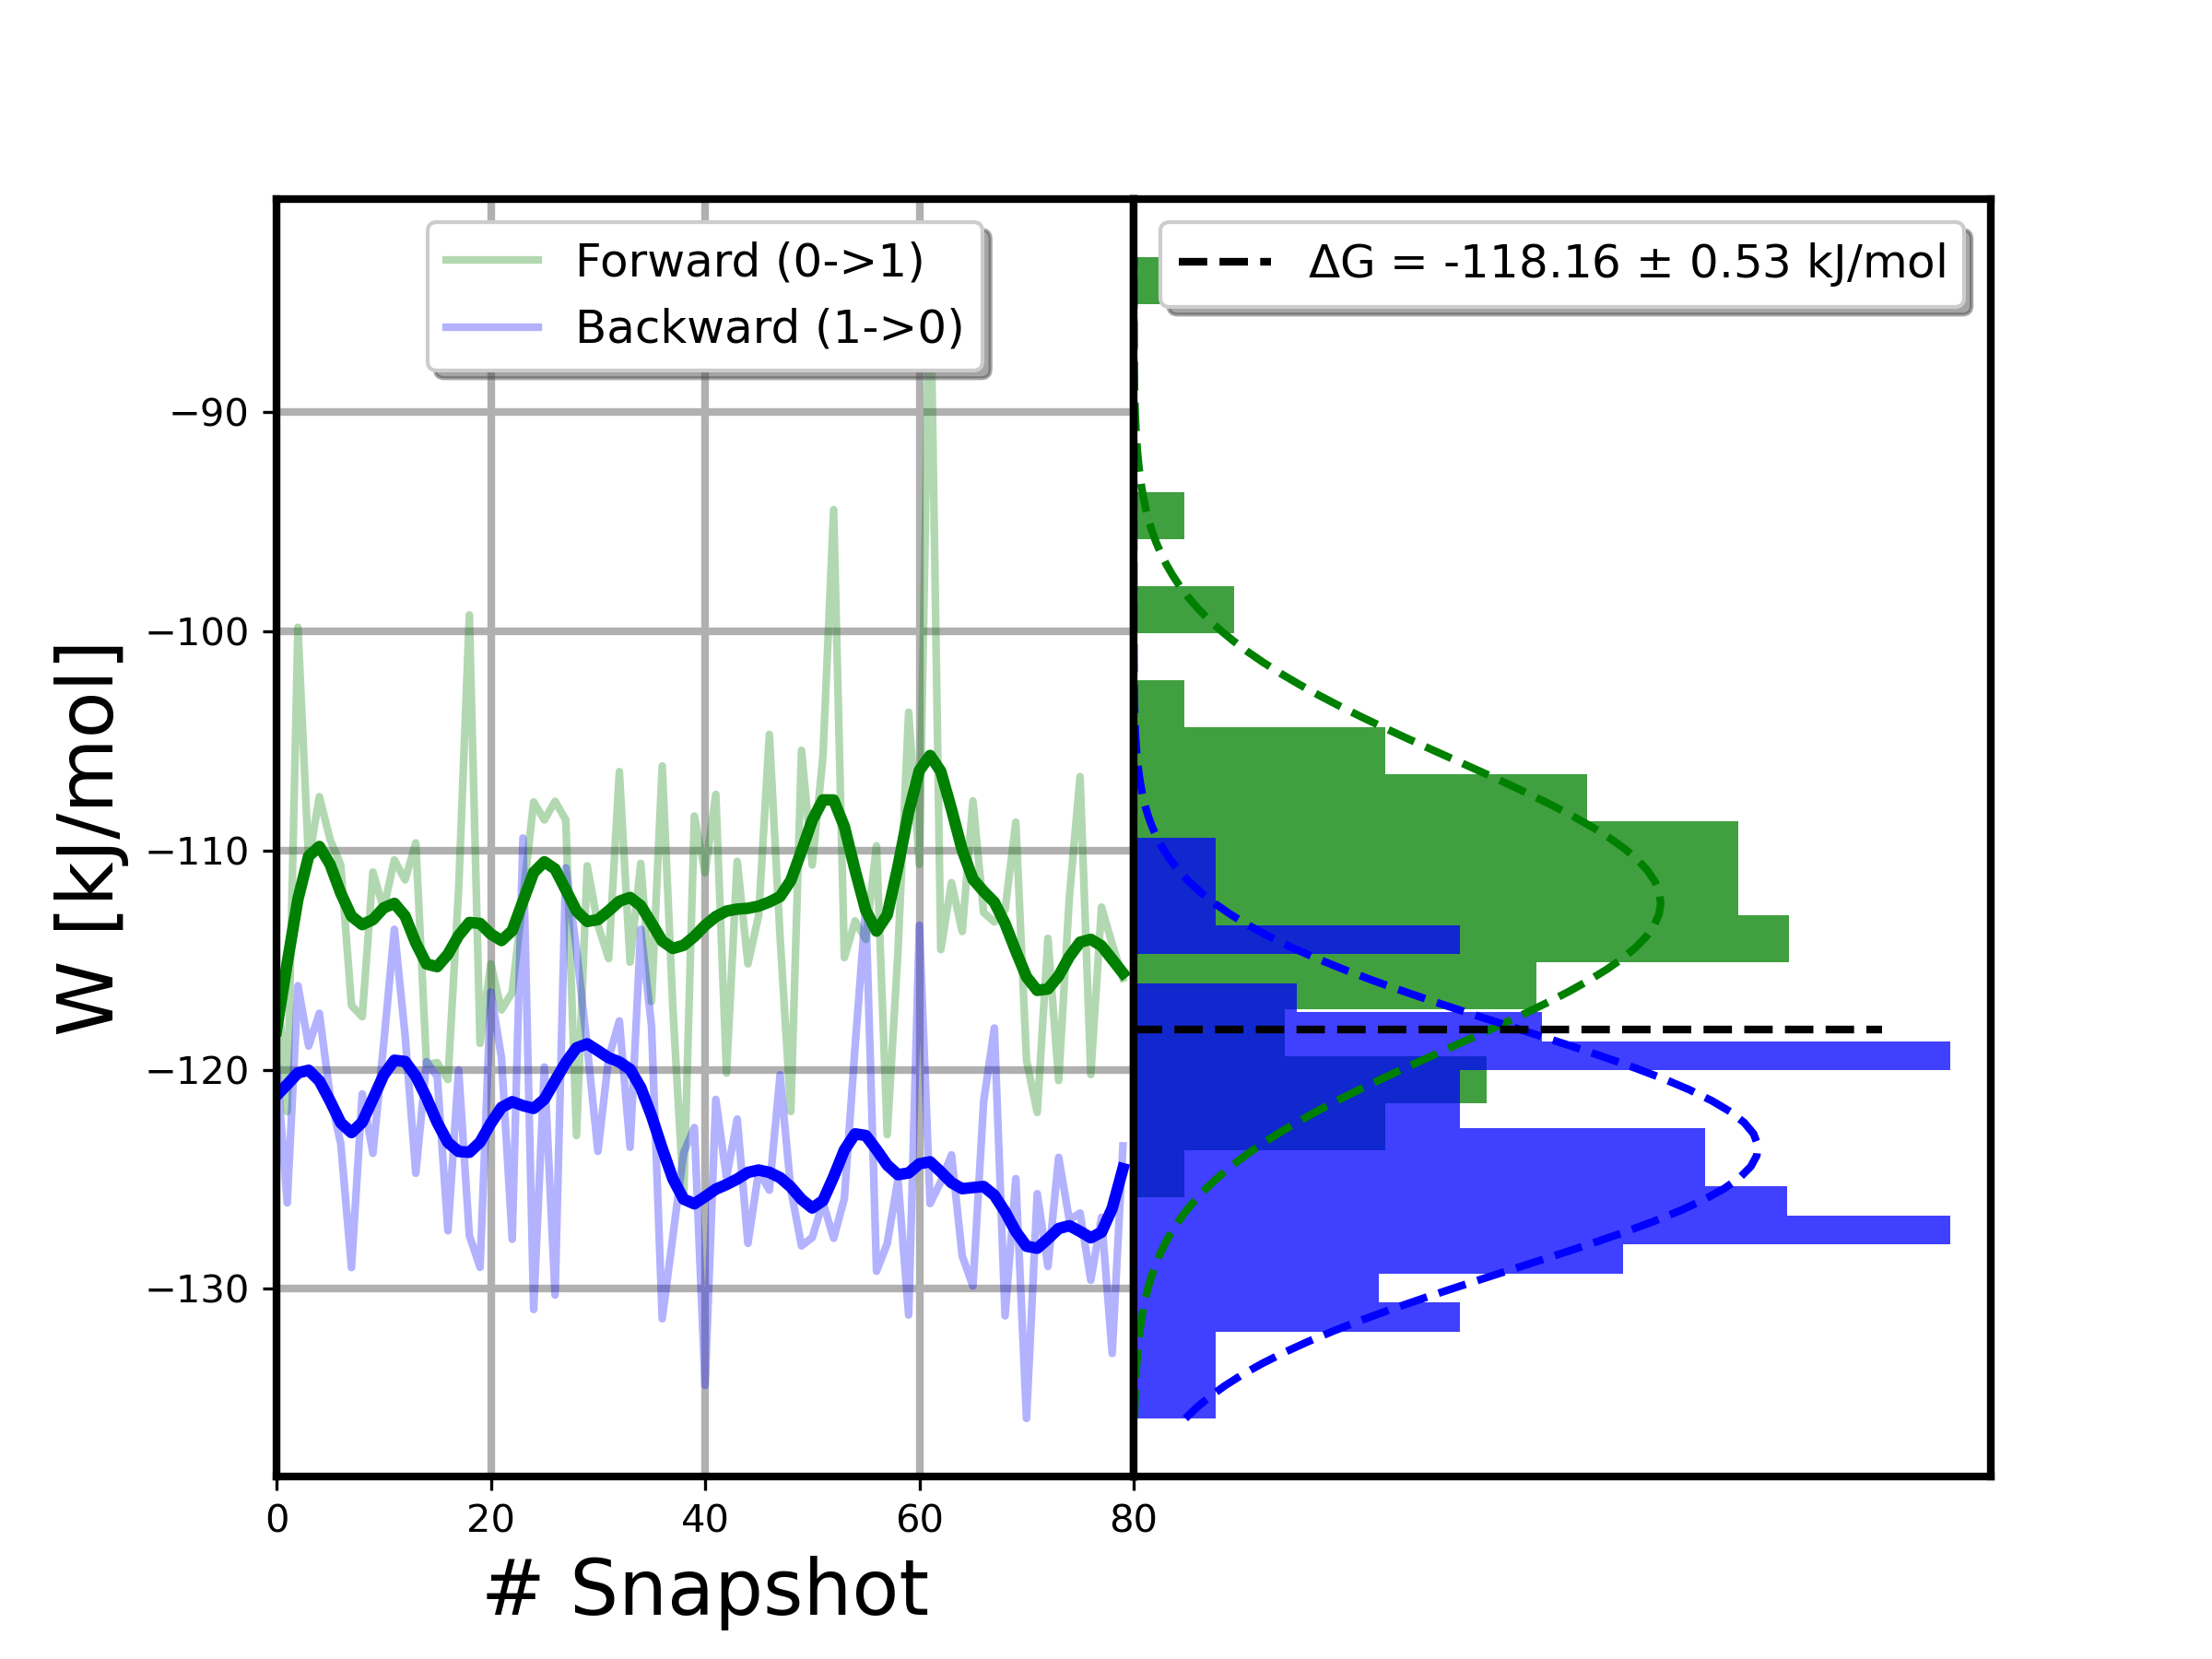 Forward (0->1)
Backward (1->0)
ΔG = -118.16 ± 0.53 kJ/mol
W [kJ/mol]
−90
−100
−110
−120
−130
0 20 40 60 80
# Snapshot